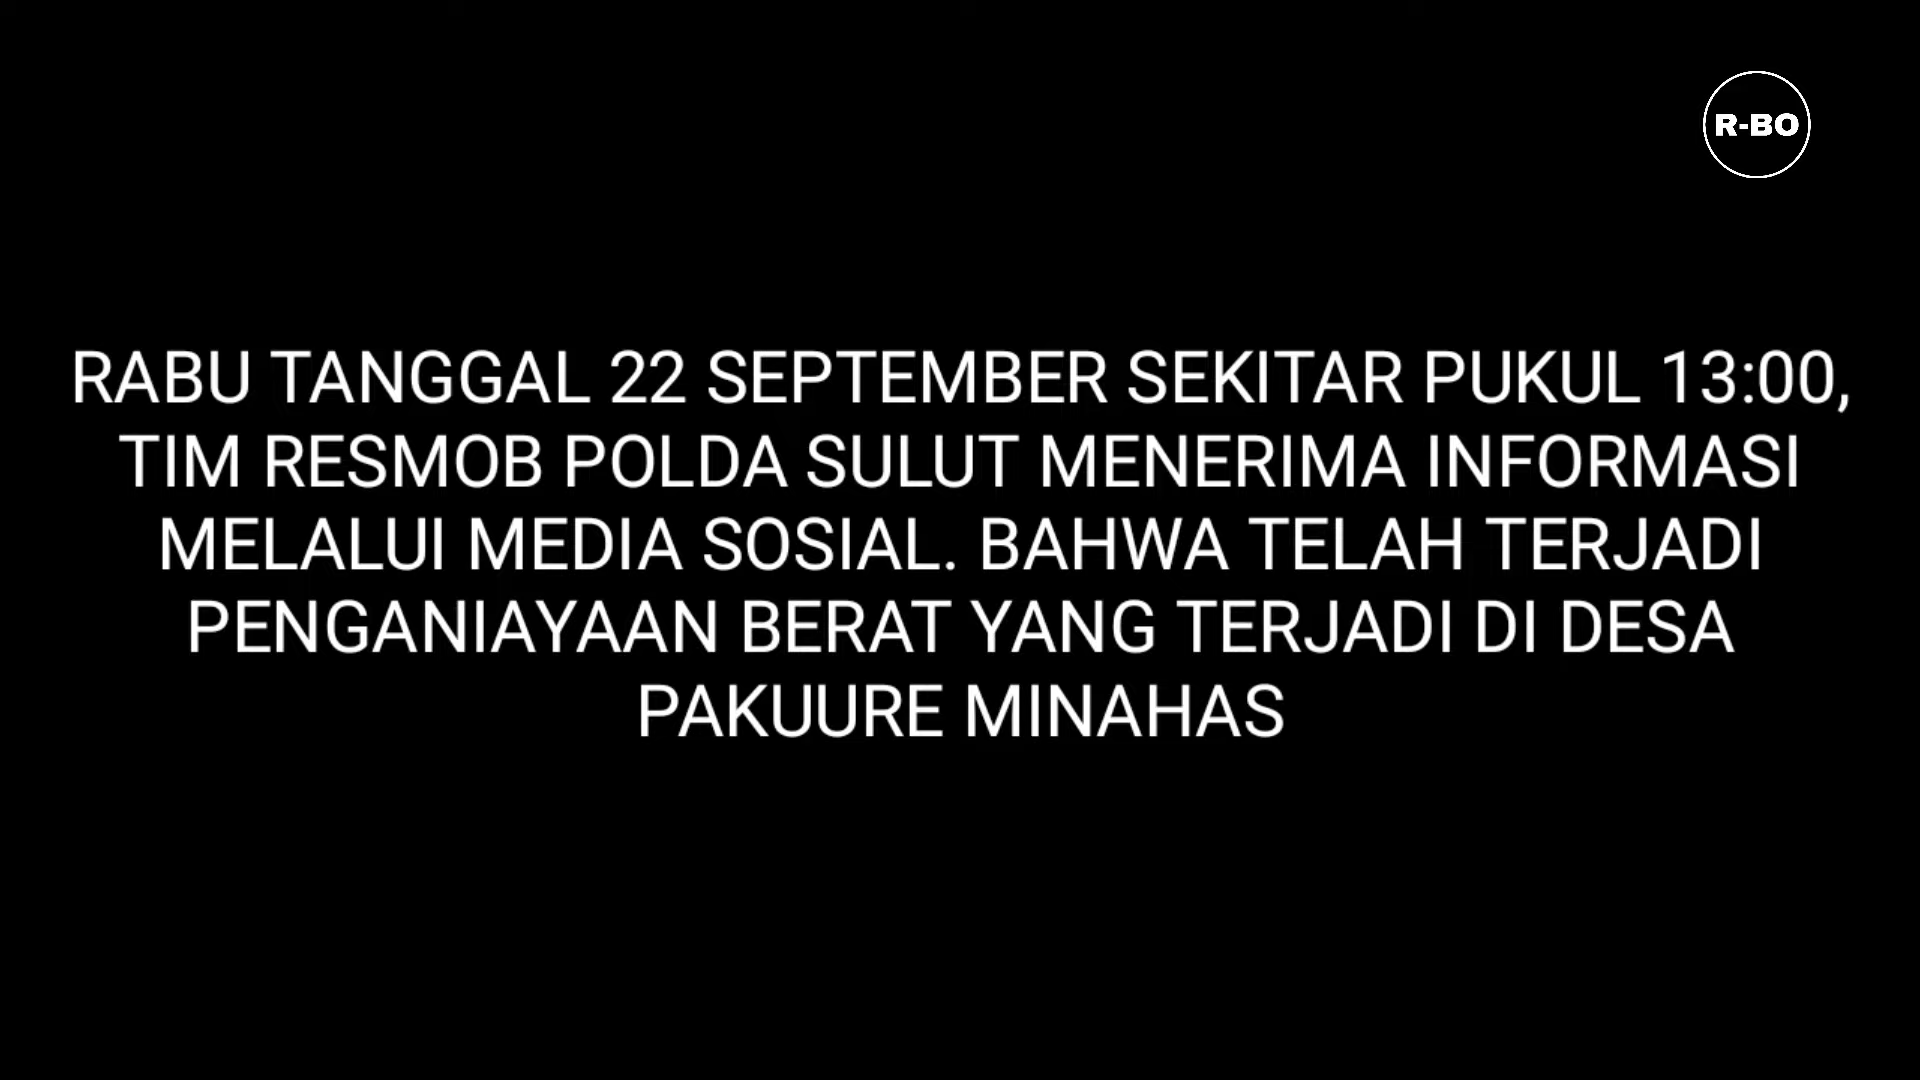 R-BO
RABU TANGGAL 22 SEPTEMBER SEKITAR PUKUL 13:00,
TIM RESMOB POLDA SULUT MENERIMA INFORMASI
MELALUI MEDIA SOSIAL. BAHWA TELAH TERJADI
PENGANIAYAAN BERAT YANG TERJADI DI DESA
PAKUURE MINAHAS